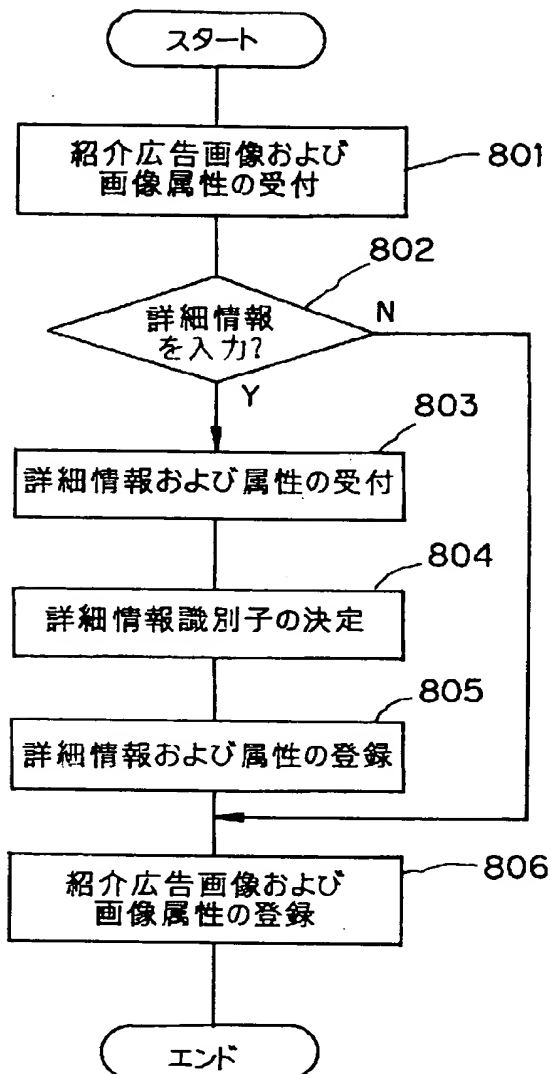 スタート
紹介広告画像および
画像属性の受付
801
802
詳細情報
を入力?
N
Y
803
詳細情報および属性の受付
804
詳細情報識別子の決定
805
詳細情報および属性の登録
806
紹介広告画像および
画像属性の登録
エンド